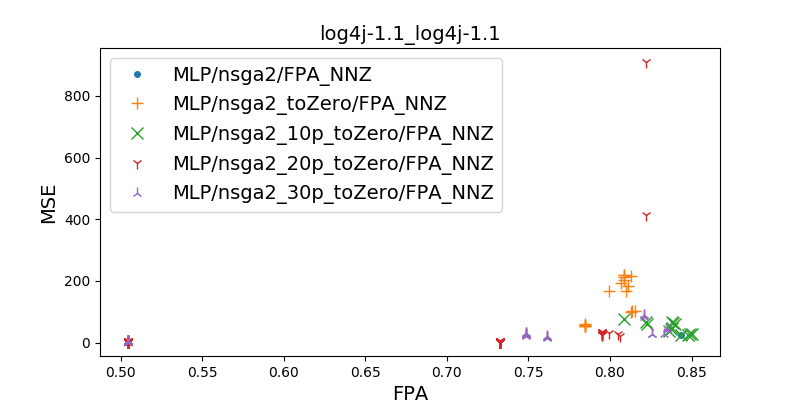 log4j-1.1_log4j-1.1
MLP/nsga2/FPA_NNZ
MLP/nsga2_toZero/FPA_NNZ
MLP/nsga2_10p_toZero/FPA_NNZ
MLP/nsga2_20p_toZero/FPA_NNZ
MLP/nsga2_30p_toZero/FPA_NNZ
MSE
800
600
400
200
0
0.50 0.55 0.60 0.65 0.70 0.75 0.80 0.85
FPA